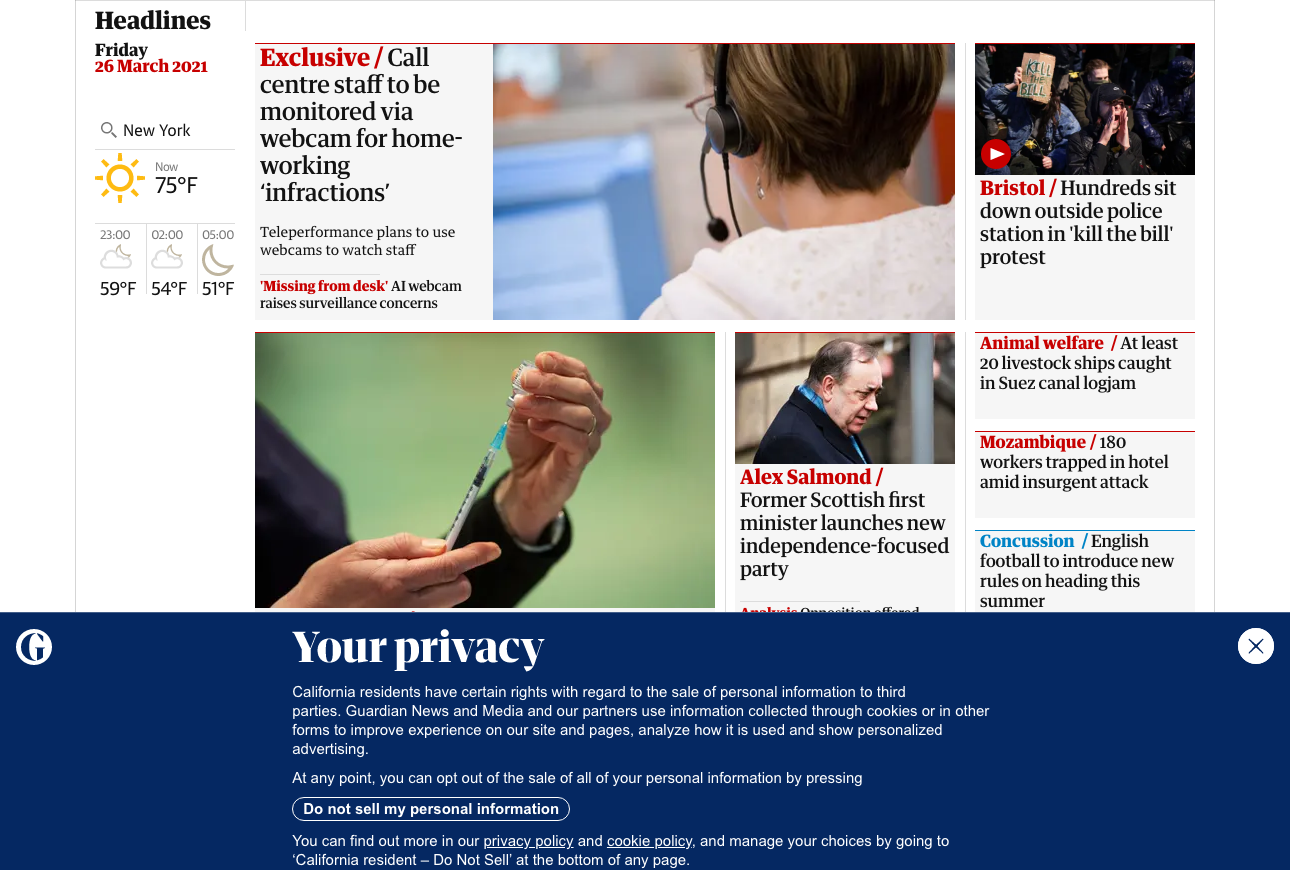 Headlines
Friday
26 March 2021
New York
Now
75°F
23:00
02:00
05:00
59°F
54°F
51°F
Exclusive / Call
centre staff to be
monitored via
webcam for home-
working
‘infractions’
Teleperformance plans to use
webcams to watch staff
'Missing from desk' AI webcam
raises surveillance concerns
KILL
THE
BILL
Bristol / Hundreds sit
down outside police
station in 'kill the bill'
protest
Alex Salmond /
Former Scottish first
minister launches new
independence-focused
party
Analysis Opposition offered
Animal welfare / At least
20 livestock ships caught
in Suez canal logjam
Mozambique / 180
workers trapped in hotel
amid insurgent attack
Concussion / English
football to introduce new
rules on heading this
summer
Your privacy
California residents have certain rights with regard to the sale of personal information to third
parties. Guardian News and Media and our partners use information collected through cookies or in other
forms to improve experience on our site and pages, analyze how it is used and show personalized
advertising.
At any point, you can opt out of the sale of all of your personal information by pressing
Do not sell my personal information
You can find out more in our privacy policy and cookie policy, and manage your choices by going to
‘California resident – Do Not Sell’ at the bottom of any page.